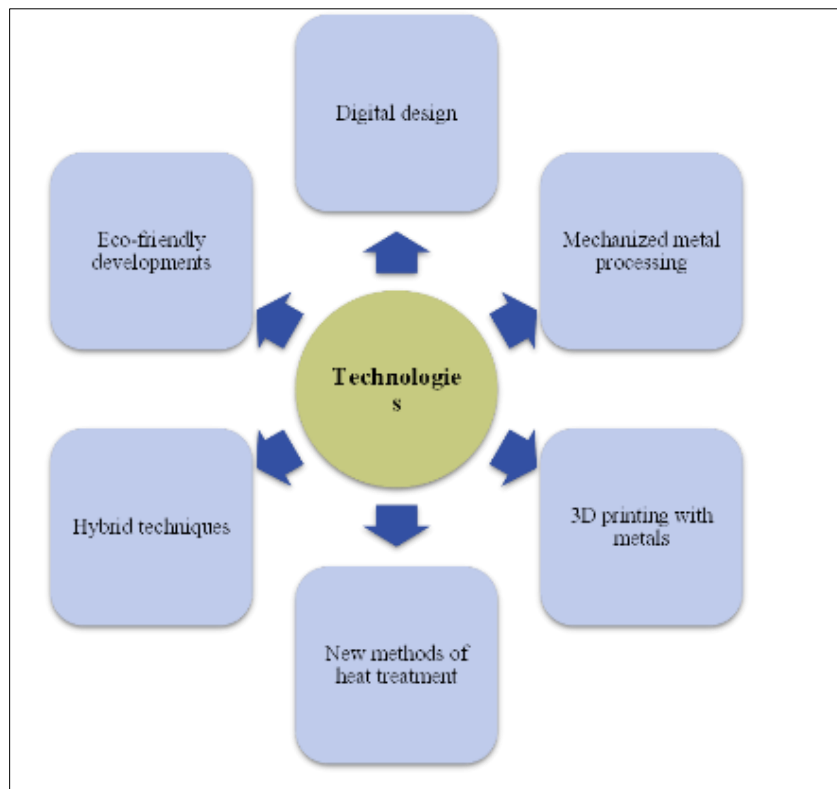 Digital design
Eco-friendly
developments
Mechanized metal
processing
Technologie
s
Hybrid techniques
3D printing with
metals
New methods of
heat treatment